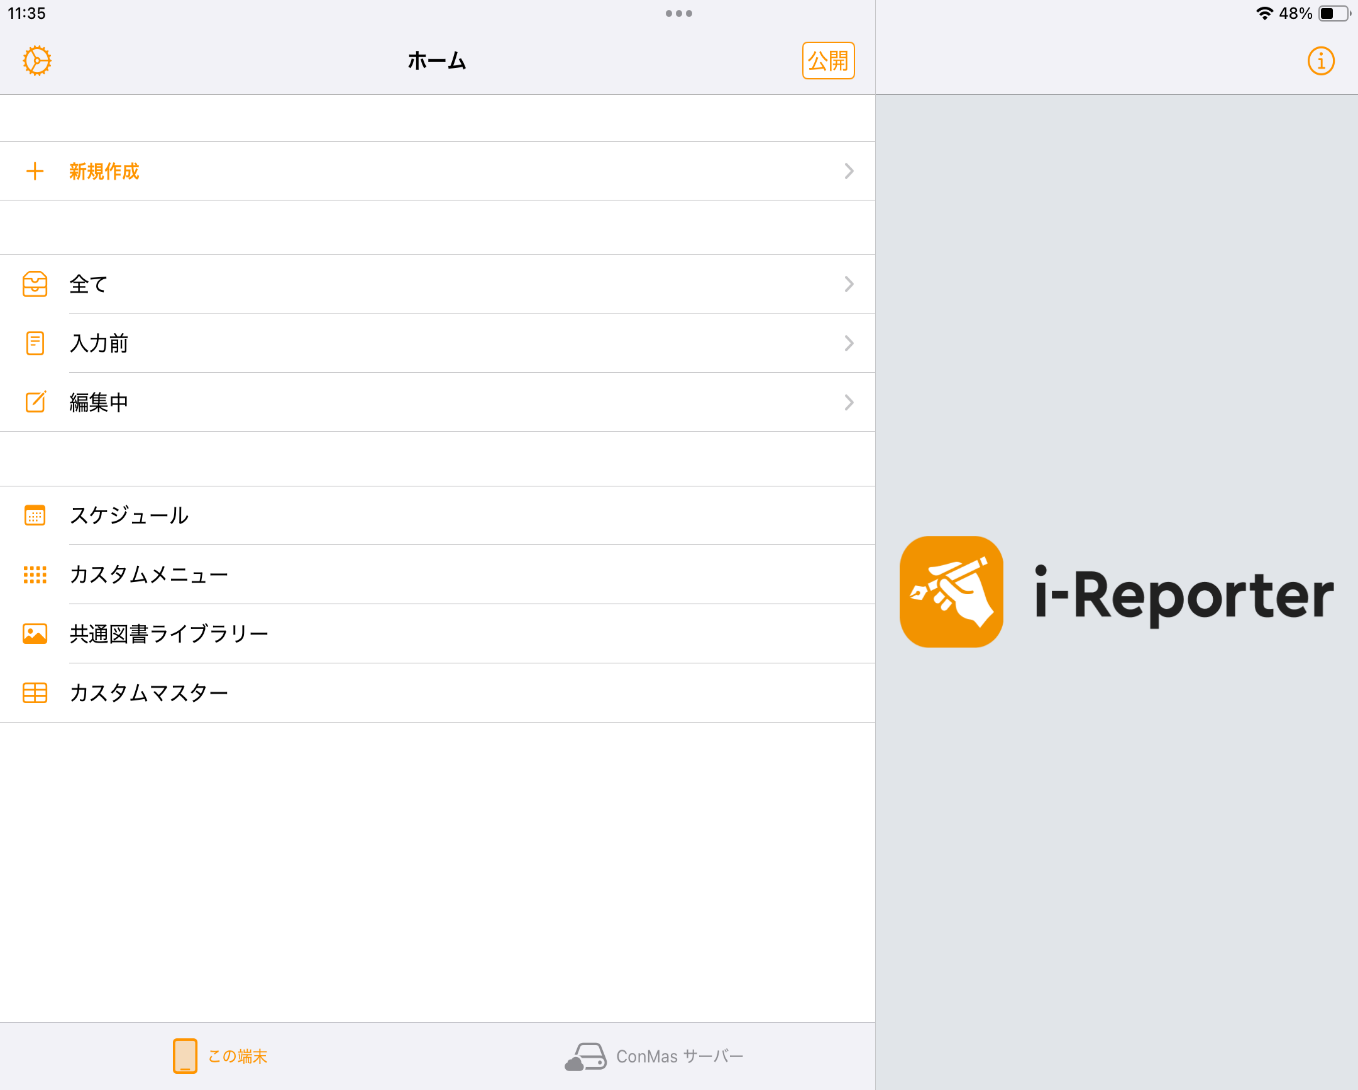 11:35
48%
ホーム
公開
新規作成
全て
入力前
編集中
スケジュール
カスタムメニュー
共通図書ライブラリー
カスタムマスター
i-Reporter
この端末
ConMas サーバー